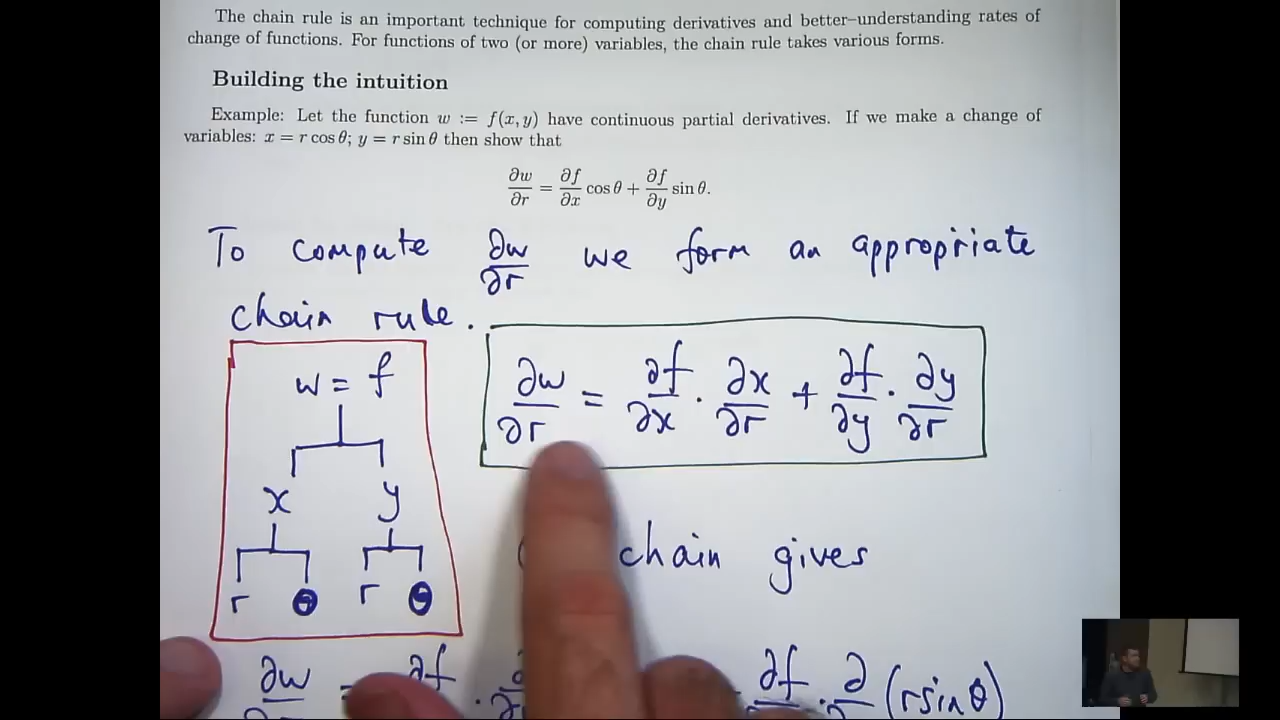 The chain rule is an important technique for computing derivatives and better–understanding rates of
change of functions. For functions of two (or more) variables, the chain rule takes various forms.
Building the intuition
Example: Let the function w := f(x, y) have continuous partial derivatives. If we make a change of
variables: x = r cos θ; y = r sin θ then show that
∂w/∂r = ∂f/∂x cos θ + ∂f/∂y sin θ.
To compute ∂w/∂r we form an appropriate
chain rule.
w = f
x y
r θ r θ
∂w/∂r = ∂f/∂x · ∂x/∂r + ∂f/∂y · ∂y/∂r
chain gives
∂w = ∂f · ∂f · ∂ (r sin θ)